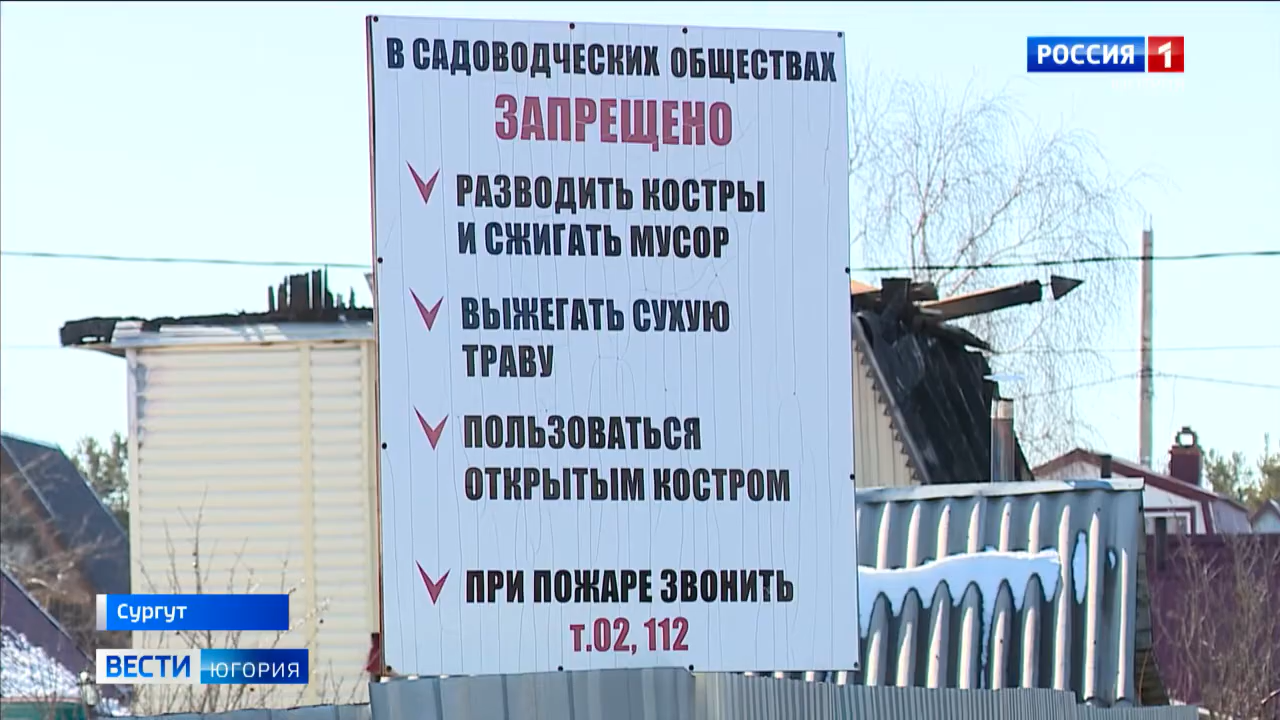 В САДОВОДЧЕСКИХ ОБЩЕСТВАХ
ЗАПРЕЩЕНО
РАЗВОДИТЬ КОСТРЫ
И СЖИГАТЬ МУСОР
ВЫЖЕГАТЬ СУХУЮ
ТРАВУ
ПОЛЬЗОВАТЬСЯ
ОТКРЫТЫМ КОСТРОМ
ПРИ ПОЖАРЕ ЗВОНИТЬ
т.02, 112
РОССИЯ 1
Сургут
ВЕСТИ ЮГОРИЯ